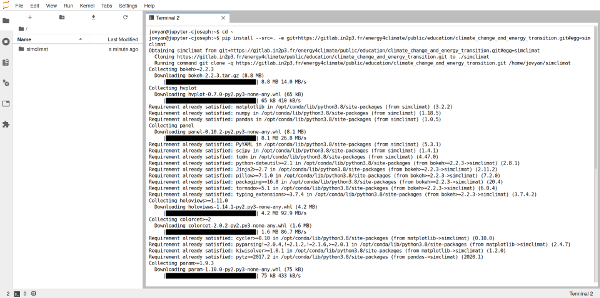 File Edit View Run Kernel Tabs Settings Help
Terminal 2
/
Name
Last Modified
simclimat
a minute ago
jovyan@jupyter-cjoseph:~$ cd ~
jovyan@jupyter-cjoseph:~$ pip install --src=. -e git+https://gitlab.in2p3.fr/energy4climate/public/education/climate_change_and_energy_transition.git#egg=simclimat
Obtaining simclimat from git+https://gitlab.in2p3.fr/energy4climate/public/education/climate_change_and_energy_transition.git#egg=simclimat
Cloning https://gitlab.in2p3.fr/energy4climate/public/education/climate_change_and_energy_transition.git to ./simclimat
Running command git clone -q https://gitlab.in2p3.fr/energy4climate/public/education/climate_change_and_energy_transition.git /home/jovyan/simclimat
Collecting bokeh~=2.2.3
Downloading bokeh-2.2.3.tar.gz (8.8 MB)
8.8 MB 14.0 MB/s
Collecting hvplot
Downloading hvplot-0.7.0-py2.py3-none-any.whl (65 kB)
65 kB 410 kB/s
Requirement already satisfied: matplotlib in /opt/conda/lib/python3.8/site-packages (from simclimat) (3.2.2)
Requirement already satisfied: numpy in /opt/conda/lib/python3.8/site-packages (from simclimat) (1.18.5)
Requirement already satisfied: pandas in /opt/conda/lib/python3.8/site-packages (from simclimat) (1.0.5)
Collecting panel
Downloading panel-0.10.2-py2.py3-none-any.whl (8.1 MB)
8.1 MB 26.8 MB/s
Requirement already satisfied: PyYAML in /opt/conda/lib/python3.8/site-packages (from simclimat) (5.3.1)
Requirement already satisfied: scipy in /opt/conda/lib/python3.8/site-packages (from simclimat) (1.4.1)
Requirement already satisfied: tqdm in /opt/conda/lib/python3.8/site-packages (from simclimat) (4.47.0)
Requirement already satisfied: python-dateutil>=2.1 in /opt/conda/lib/python3.8/site-packages (from bokeh~=2.2.3->simclimat) (2.8.1)
Requirement already satisfied: Jinja2>=2.7 in /opt/conda/lib/python3.8/site-packages (from bokeh~=2.2.3->simclimat) (2.11.2)
Requirement already satisfied: pillow>=7.1.0 in /opt/conda/lib/python3.8/site-packages (from bokeh~=2.2.3->simclimat) (7.2.0)
Requirement already satisfied: packaging>=16.8 in /opt/conda/lib/python3.8/site-packages (from bokeh~=2.2.3->simclimat) (20.4)
Requirement already satisfied: tornado>=5.1 in /opt/conda/lib/python3.8/site-packages (from bokeh~=2.2.3->simclimat) (6.0.4)
Requirement already satisfied: typing_extensions>=3.7.4 in /opt/conda/lib/python3.8/site-packages (from bokeh~=2.2.3->simclimat) (3.7.4.2)
Collecting holoviews>=1.11.0
Downloading holoviews-1.14.1-py2.py3-none-any.whl (4.2 MB)
4.2 MB 92.9 MB/s
Collecting colorcet>=2
Downloading colorcet-2.0.2-py2.py3-none-any.whl (1.6 MB)
1.6 MB 86.7 MB/s
Requirement already satisfied: cycler>=0.10 in /opt/conda/lib/python3.8/site-packages (from matplotlib->simclimat) (0.10.0)
Requirement already satisfied: pyparsing!=2.0.4,!=2.1.2,!=2.1.6,>=2.0.1 in /opt/conda/lib/python3.8/site-packages (from matplotlib->simclimat) (2.4.7)
Requirement already satisfied: kiwisolver>=1.0.1 in /opt/conda/lib/python3.8/site-packages (from matplotlib->simclimat) (1.2.0)
Requirement already satisfied: pytz>=2017.2 in /opt/conda/lib/python3.8/site-packages (from pandas->simclimat) (2020.1)
Collecting param>=1.9.3
Downloading param-1.10.0-py2.py3-none-any.whl (75 kB)
75 kB 433 kB/s
2
0
Terminal 2